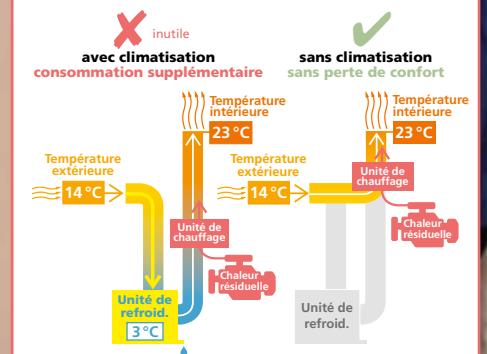 inutile
avec climatisation
consommation supplémentaire
Température
intérieure
23 °C
Température
extérieure
14 °C
Unité de
chauffage
Chaleur
résiduelle
Unité de
refroid.
3 °C
sans climatisation
sans perte de confort
Température
intérieure
23 °C
Température
extérieure
14 °C
Unité de
chauffage
Chaleur
résiduelle
Unité de
refroid.